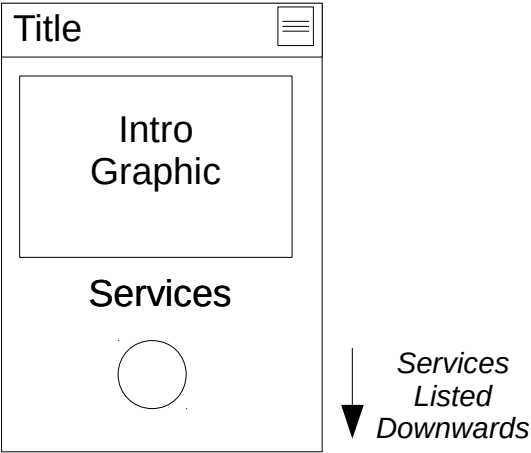 Title
Intro
Graphic
Services
Services
Listed
Downwards